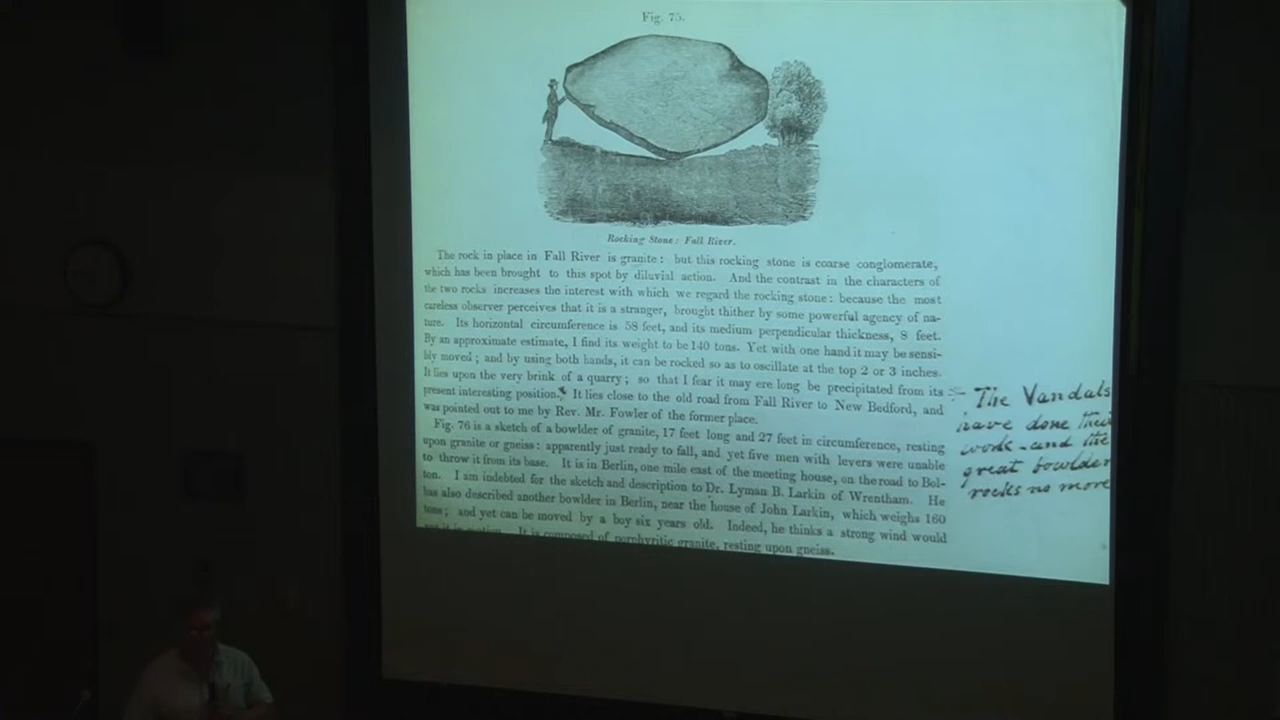 Fig. 75.
Rocking Stone: Fall River.
The rock in place in Fall River is granite: but this rocking stone is coarse conglomerate,
which has been brought to this spot by diluvial action. And the contrast in the characters of
the two rocks increases the interest with which we regard the rocking stone: because the most
careless observer perceives that it is a stranger, brought thither by some powerful agency of na-
ture. Its horizontal circumference is 58 feet, and its medium perpendicular thickness, 8 feet.
By an approximate estimate, I find its weight to be 140 tons. Yet with one hand it may be sensi-
bly moved; and by using both hands, it can be rocked so as to oscillate at the top 2 or 3 inches.
It lies upon the very brink of a quarry; so that I fear it may ere long be precipitated from its
present interesting position.* It lies close to the old road from Fall River to New Bedford, and
was pointed out to me by Rev. Mr. Fowler of the former place.
Fig. 76 is a sketch of a bowlder of granite, 17 feet long and 27 feet in circumference, resting
upon granite or gneiss: apparently just ready to fall, and yet five men with levers were unable
to throw it from its base. It is in Berlin, one mile east of the meeting house, on the road to Bol-
ton. I am indebted for the sketch and description to Dr. Lyman B. Larkin of Wrentham. He
has also described another bowlder in Berlin, near the house of John Larkin, which weighs 160
tons; and yet can be moved by a boy six years old. Indeed, he thinks a strong wind would
put it in motion. It is composed of porphyritic granite, resting upon gneiss.
* The Vandals
have done their
work and the
great bowlder
rocks no more